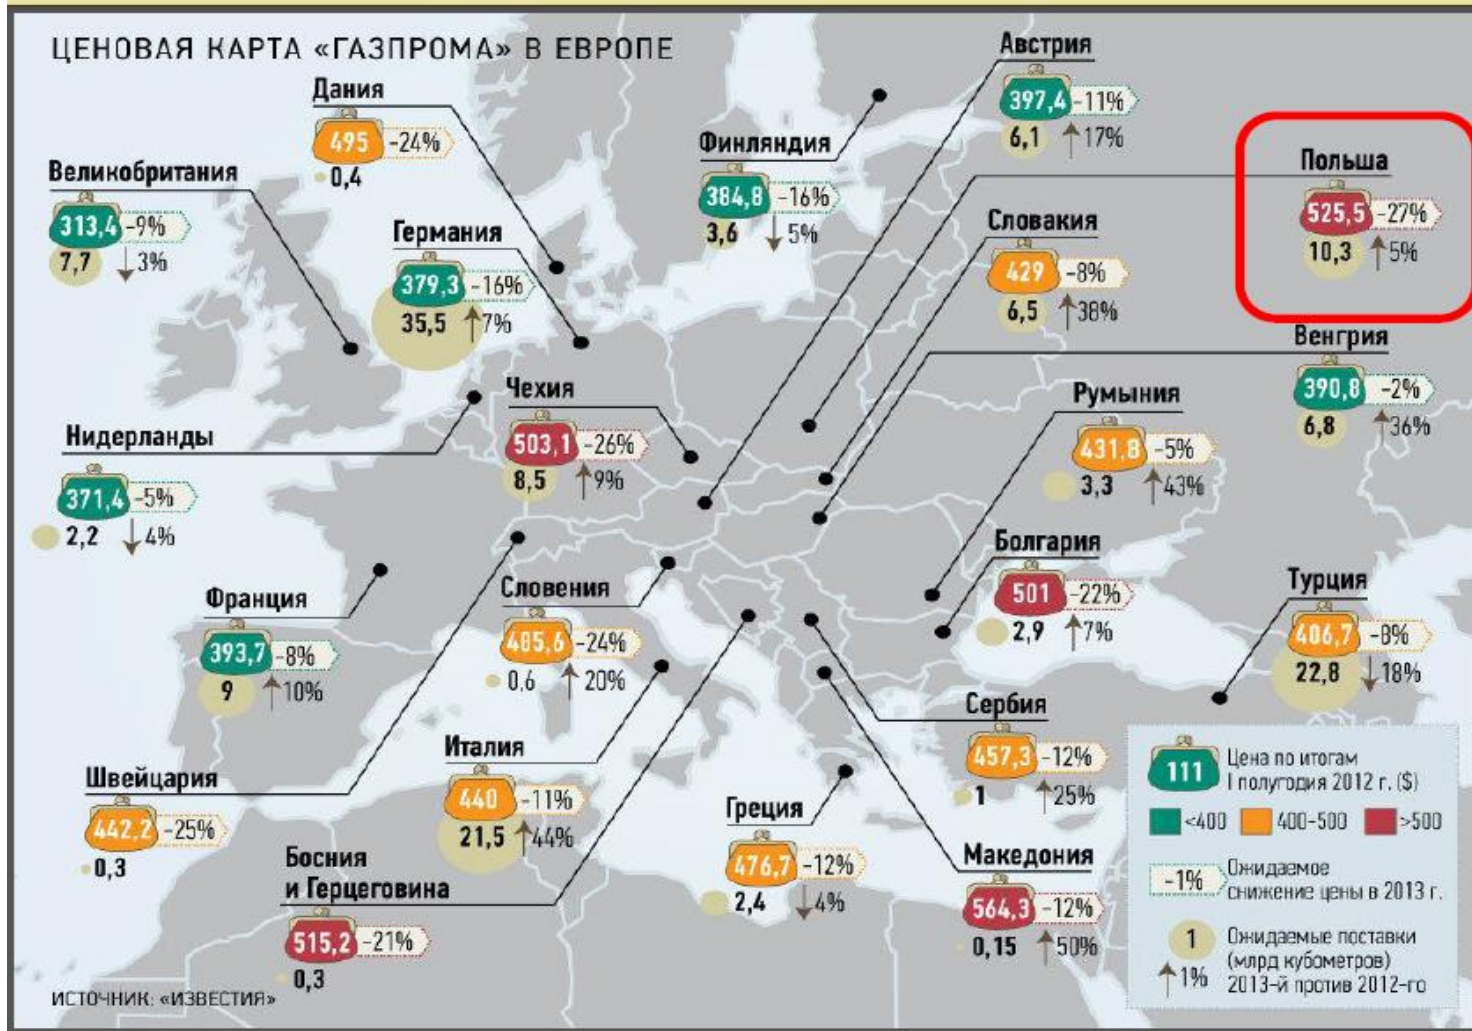 ЦЕНОВАЯ КАРТА «ГАЗПРОМА» В ЕВРОПЕ
Австрия
397,4 -11%
6,1 17%
Дания
495 -24%
0,4
Финляндия
384,8 -16%
3,6 5%
Польша
525,5 -27%
10,3 5%
Великобритания
313,4 -9%
7,7 3%
Германия
379,3 -16%
35,5 7%
Словакия
429 -8%
6,5 38%
Венгрия
390,8 -2%
6,8 36%
Чехия
503,1 -26%
8,5 9%
Румыния
431,8 -5%
3,3 43%
Нидерланды
371,4 -5%
2,2 4%
Болгария
501 -22%
2,9 7%
Франция
393,7 -8%
9 10%
Словения
485,6 -24%
0,6 20%
Турция
406,7 -8%
22,8 18%
Сербия
457,3 -12%
1 25%
Италия
440 -11%
21,5 44%
Швейцария
442,2 -25%
0,3
Греция
476,7 -12%
2,4 4%
Македония
564,3 -12%
0,15 50%
Босния
и Герцеговина
515,2 -21%
0,3
111 Цена по итогам
I полугодия 2012 г. ($)
<400 400-500 >500
-1% Ожидаемое
снижение цены в 2013 г.
1 Ожидаемые поставки
(млрд кубометров)
1% 2013-й против 2012-го
ИСТОЧНИК: «ИЗВЕСТИЯ»